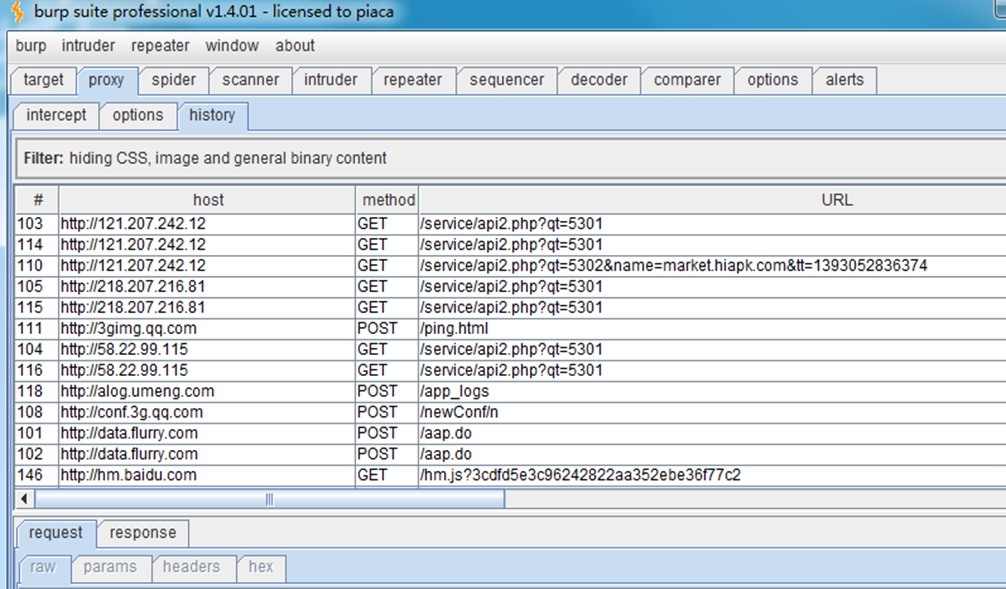 burp suite professional v1.4.01 - licensed to piaca
burp intruder repeater window about
target proxy spider scanner intruder repeater sequencer decoder comparer options alerts
intercept options history
Filter: hiding CSS, image and general binary content
# host method URL
103 http://121.207.242.12 GET /service/api2.php?qt=5301
114 http://121.207.242.12 GET /service/api2.php?qt=5301
110 http://121.207.242.12 GET /service/api2.php?qt=5302&name=market.hiapk.com&tt=1393052836374
105 http://218.207.216.81 GET /service/api2.php?qt=5301
115 http://218.207.216.81 GET /service/api2.php?qt=5301
111 http://3gimg.qq.com POST /ping.html
104 http://58.22.99.115 GET /service/api2.php?qt=5301
116 http://58.22.99.115 GET /service/api2.php?qt=5301
118 http://alog.umeng.com POST /app_logs
108 http://conf.3g.qq.com POST /newConf/n
101 http://data.flurry.com POST /aap.do
102 http://data.flurry.com POST /aap.do
146 http://hm.baidu.com GET /hm.js?3cdfd5e3c96242822aa352ebe36f77c2
request response
raw params headers hex